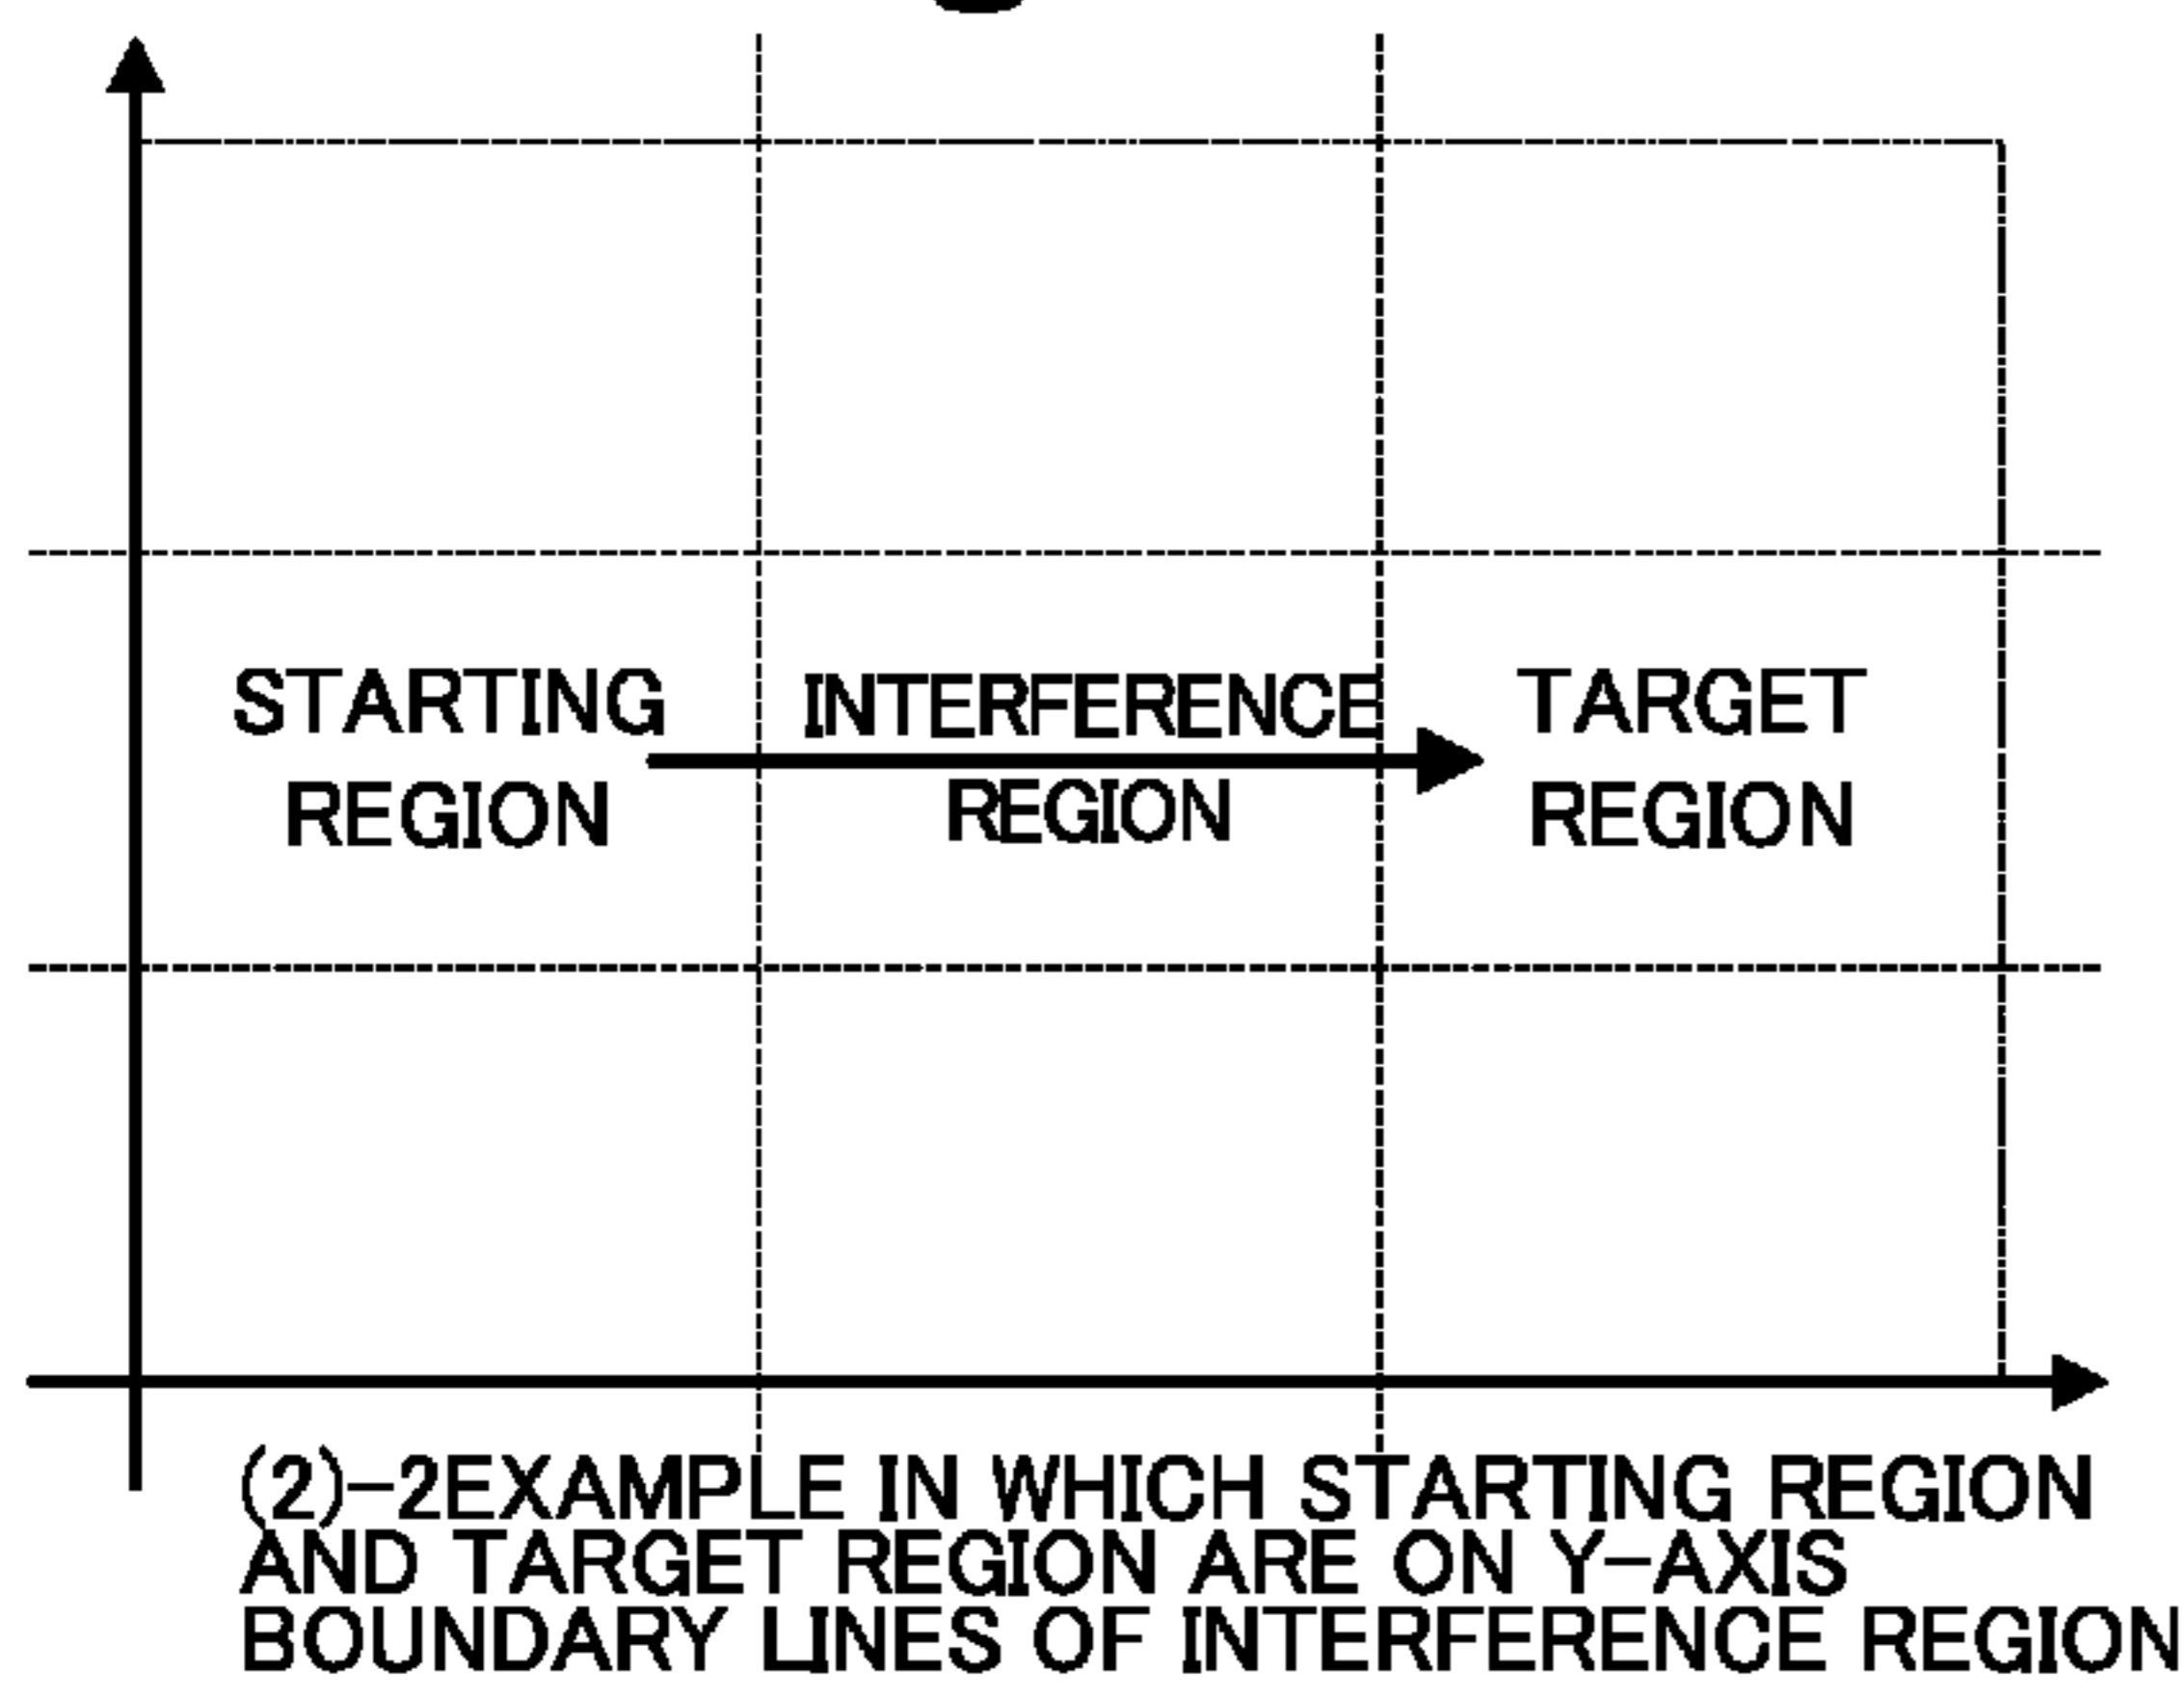 STARTING
REGION
INTERFERENCE
REGION
TARGET
REGION
(2)-2EXAMPLE IN WHICH STARTING REGION
AND TARGET REGION ARE ON Y-AXIS
BOUNDARY LINES OF INTERFERENCE REGION